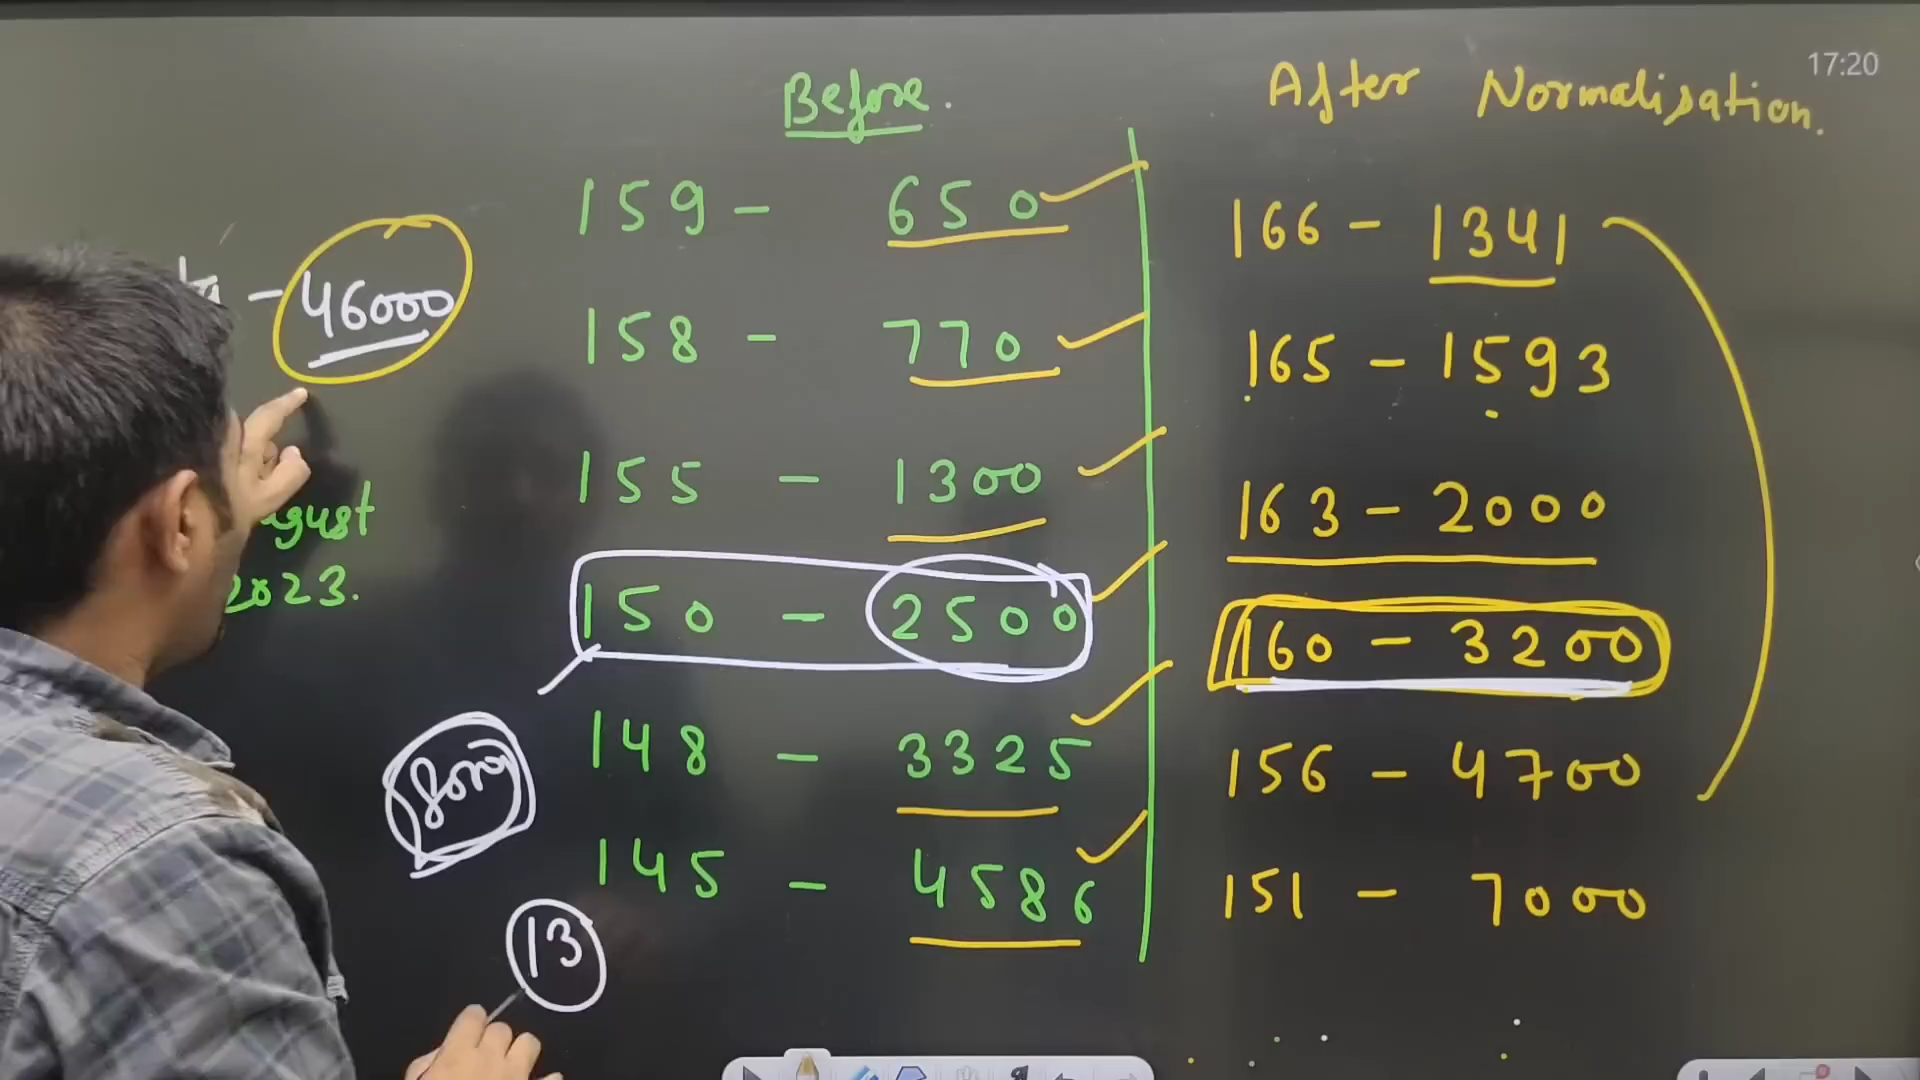 17:20
Before.
After Normalisation.
159 - 650
166 - 1341
- 46000
158 - 770
165 - 1593
155 - 1300
163 - 2000
2023.
150 - 2500
160 - 3200
148 - 3325
156 - 4700
145 - 4586
151 - 7000
13